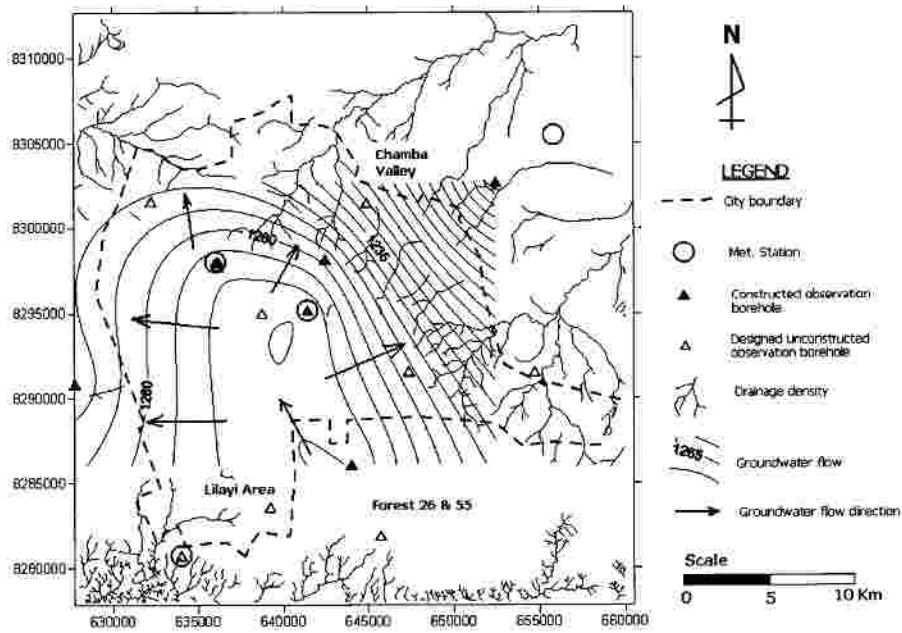 8310000
8305000
8300000
8295000
8290000
8285000
8280000
630000
635000
640000
645000
650000
655000
660000
Chamba
Valley
1260
1235
1280
Lilayi Area
Forest 26 & 55
N
LEGEND
City boundary
Met. Station
Constructed observation
borehole
Designed unconstructed
observation borehole
Drainage density
1265
Groundwater flow
Groundwater flow direction
Scale
0 5 10 Km